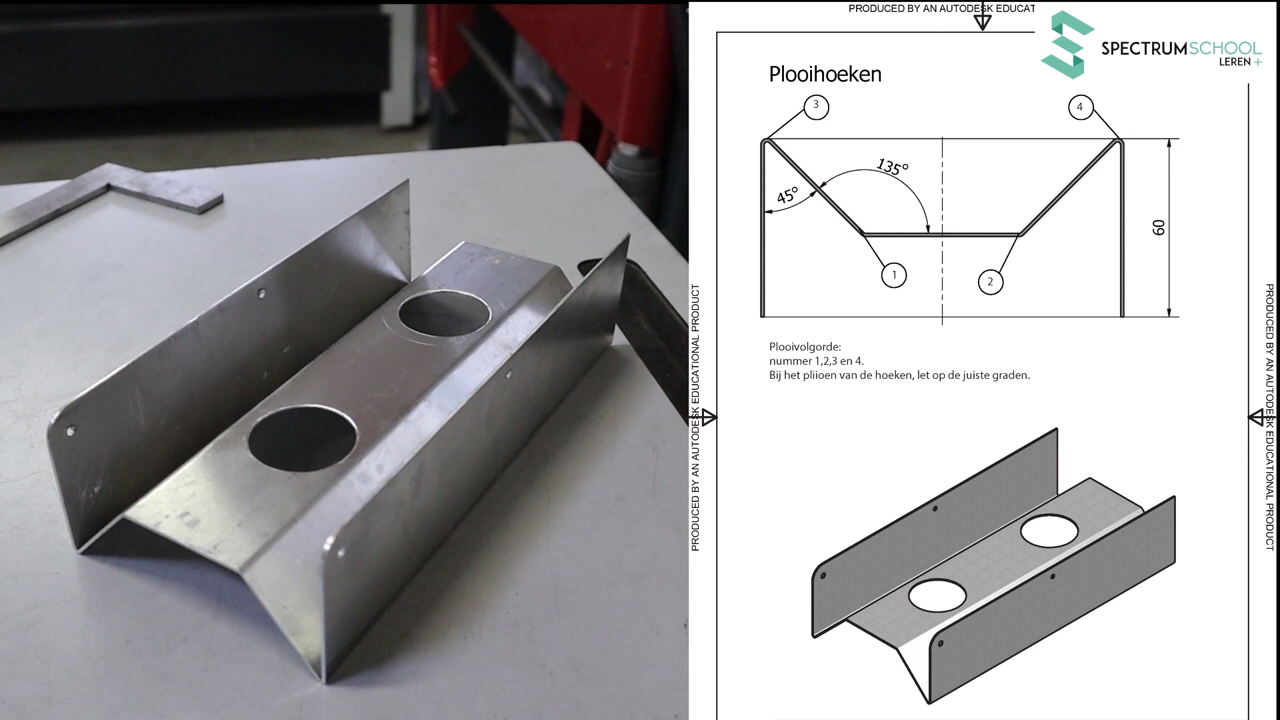 PRODUCED BY AN AUTODESK EDUCAT
SPECTRUMSCHOOL
LEREN +
Plooihoeken
3
4
135°
45°
60
1
2
Plooivolgorde:
nummer 1,2,3 en 4.
Bij het pliioen van de hoeken, let op de juiste graden.
PRODUCED BY AN AUTODESK EDUCATIONAL PRODUCT
PRODUCED BY AN AUTODESK EDUCATIONAL PRODUCT